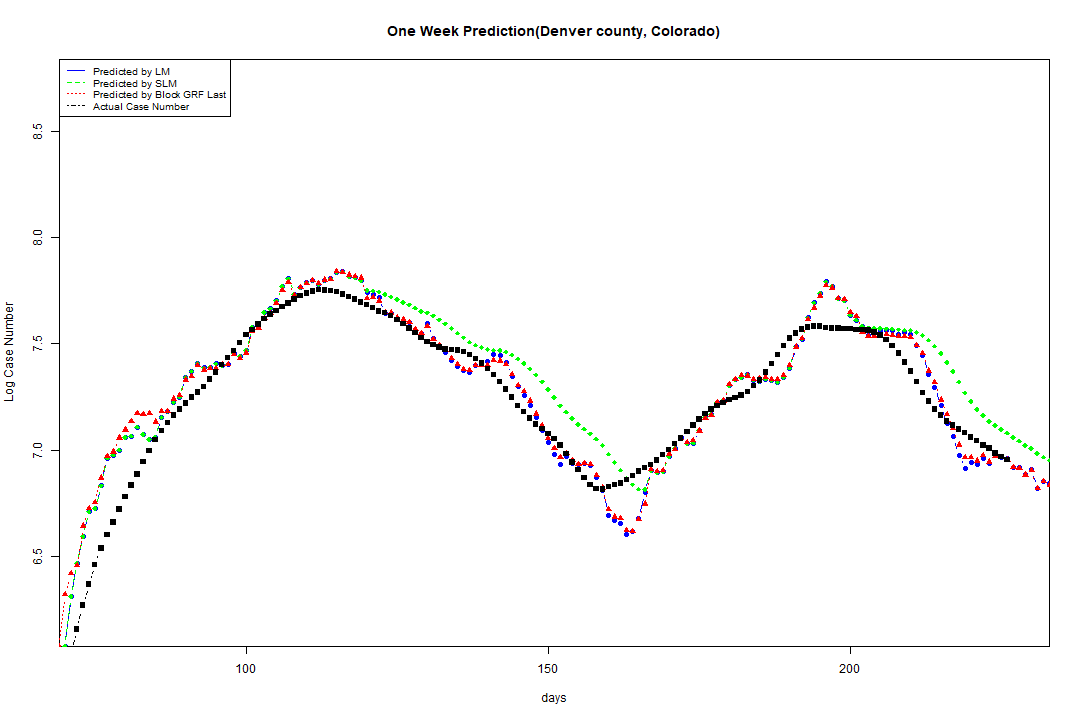 One Week Prediction(Denver county, Colorado)
Predicted by LM
Predicted by SLM
Predicted by Block GRF Last
Actual Case Number
8.5
8.0
7.5
7.0
6.5
Log Case Number
100 150 200
days